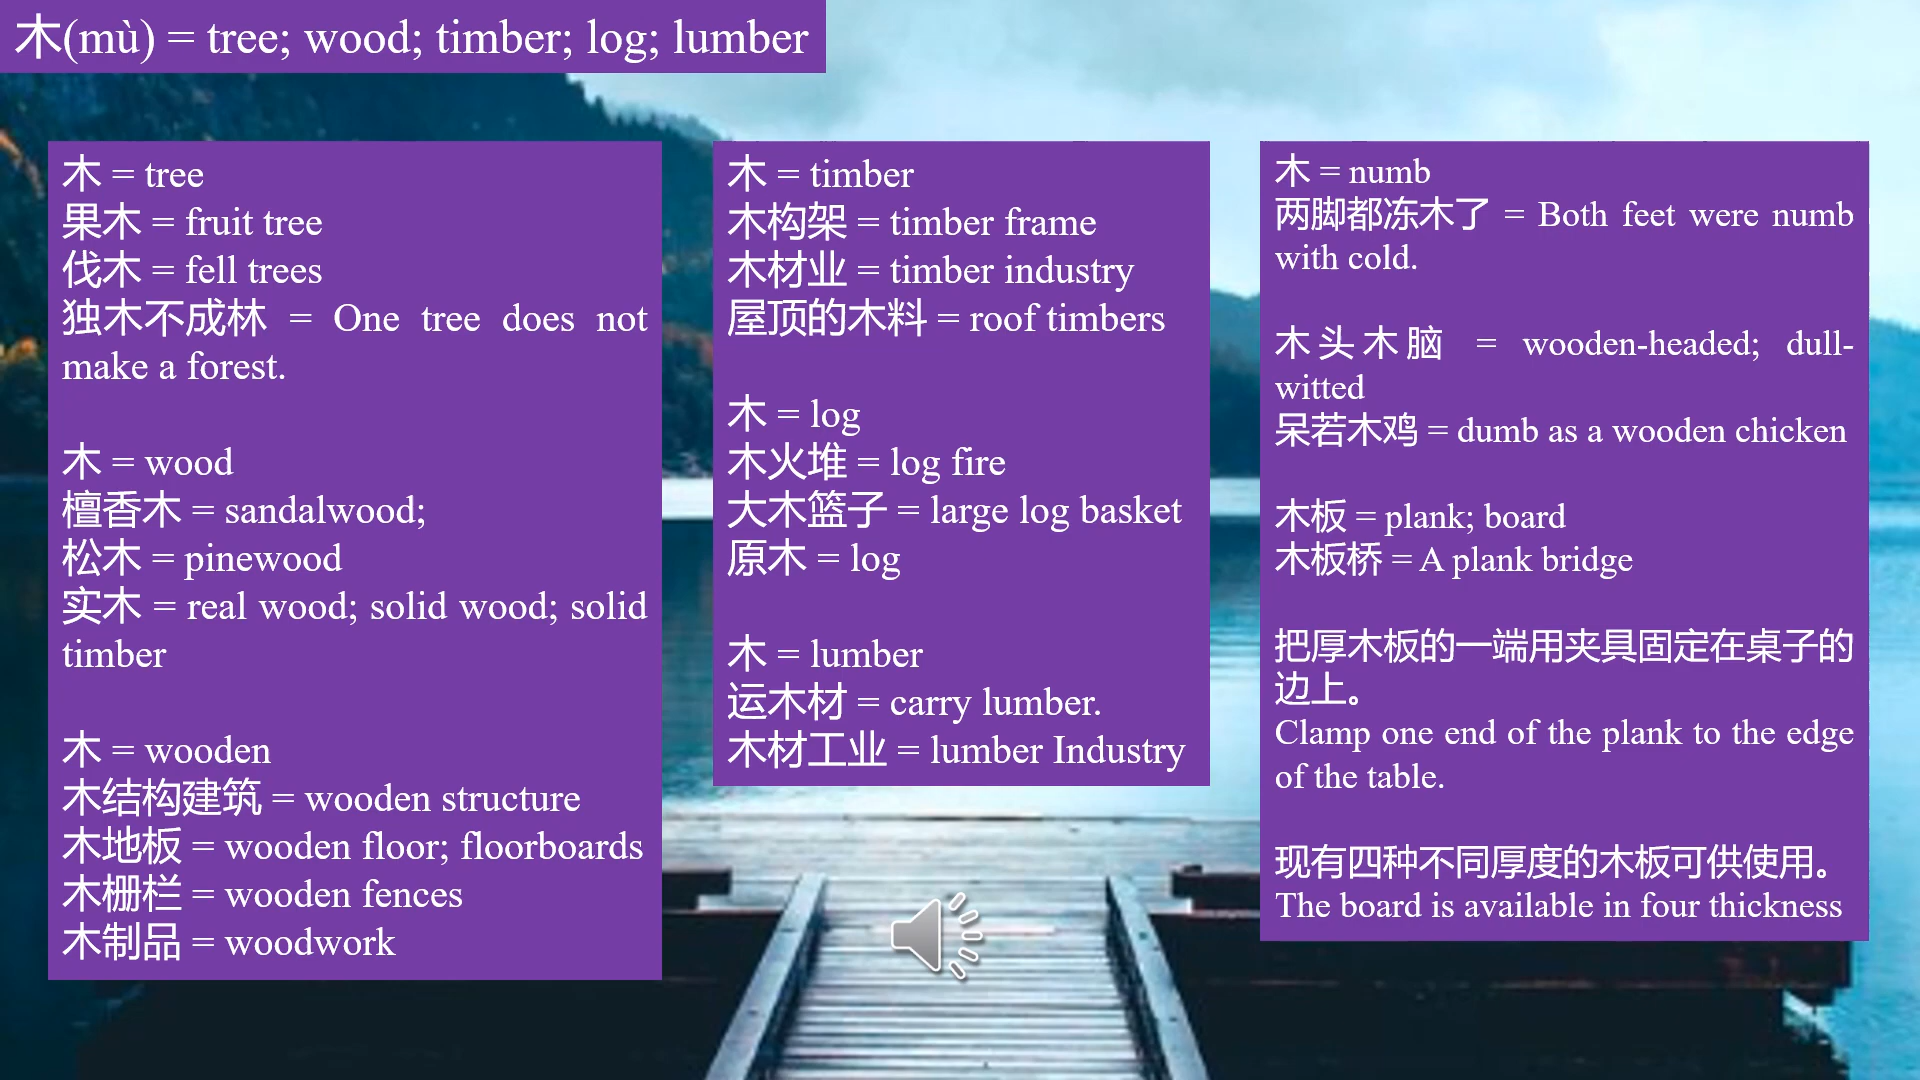 木(mù) = tree; wood; timber; log; lumber
木 = tree
果木 = fruit tree
伐木 = fell trees
独木不成林 = One tree does not
make a forest.
木 = wood
檀香木 = sandalwood;
松木 = pinewood
实木 = real wood; solid wood; solid
timber
木 = wooden
木结构建筑 = wooden structure
木地板 = wooden floor; floorboards
木栅栏 = wooden fences
木制品 = woodwork
木 = timber
木构架 = timber frame
木材业 = timber industry
屋顶的木料 = roof timbers
木 = log
木火堆 = log fire
大木篮子 = large log basket
原木 = log
木 = lumber
运木材 = carry lumber.
木材工业 = lumber Industry
木 = numb
两脚都冻木了 = Both feet were numb
with cold.
木头木脑 = wooden-headed; dull-
witted
呆若木鸡 = dumb as a wooden chicken
木板 = plank; board
木板桥 = A plank bridge
把厚木板的一端用夹具固定在桌子的
边上。
Clamp one end of the plank to the edge
of the table.
现有四种不同厚度的木板可供使用。
The board is available in four thickness